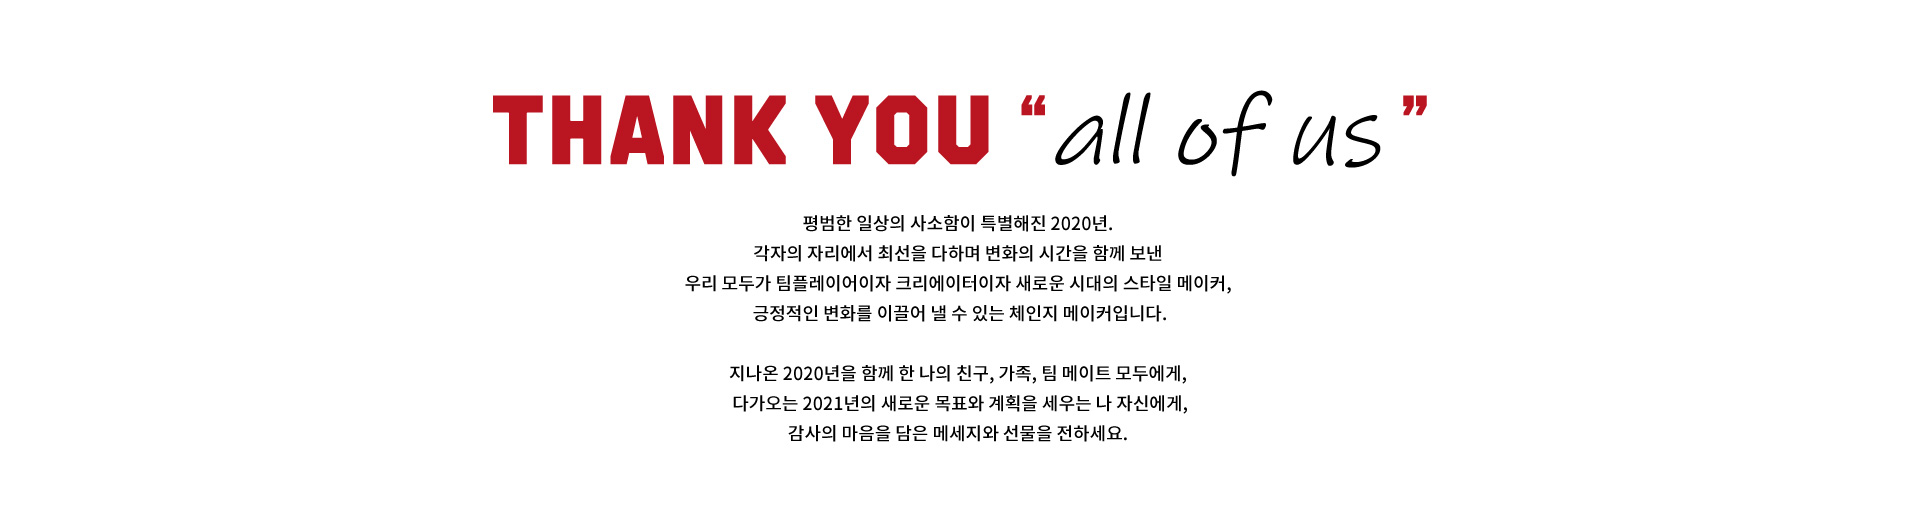 THANK YOU “all of us”
평범한 일상의 사소함이 특별해진 2020년.
각자의 자리에서 최선을 다하며 변화의 시간을 함께 보낸
우리 모두가 팀플레이어이자 크리에이터이자 새로운 시대의 스타일 메이커,
긍정적인 변화를 이끌어 낼 수 있는 체인지 메이커입니다.
지나온 2020년을 함께 한 나의 친구, 가족, 팀 메이트 모두에게,
다가오는 2021년의 새로운 목표와 계획을 세우는 나 자신에게,
감사의 마음을 담은 메세지와 선물을 전하세요.